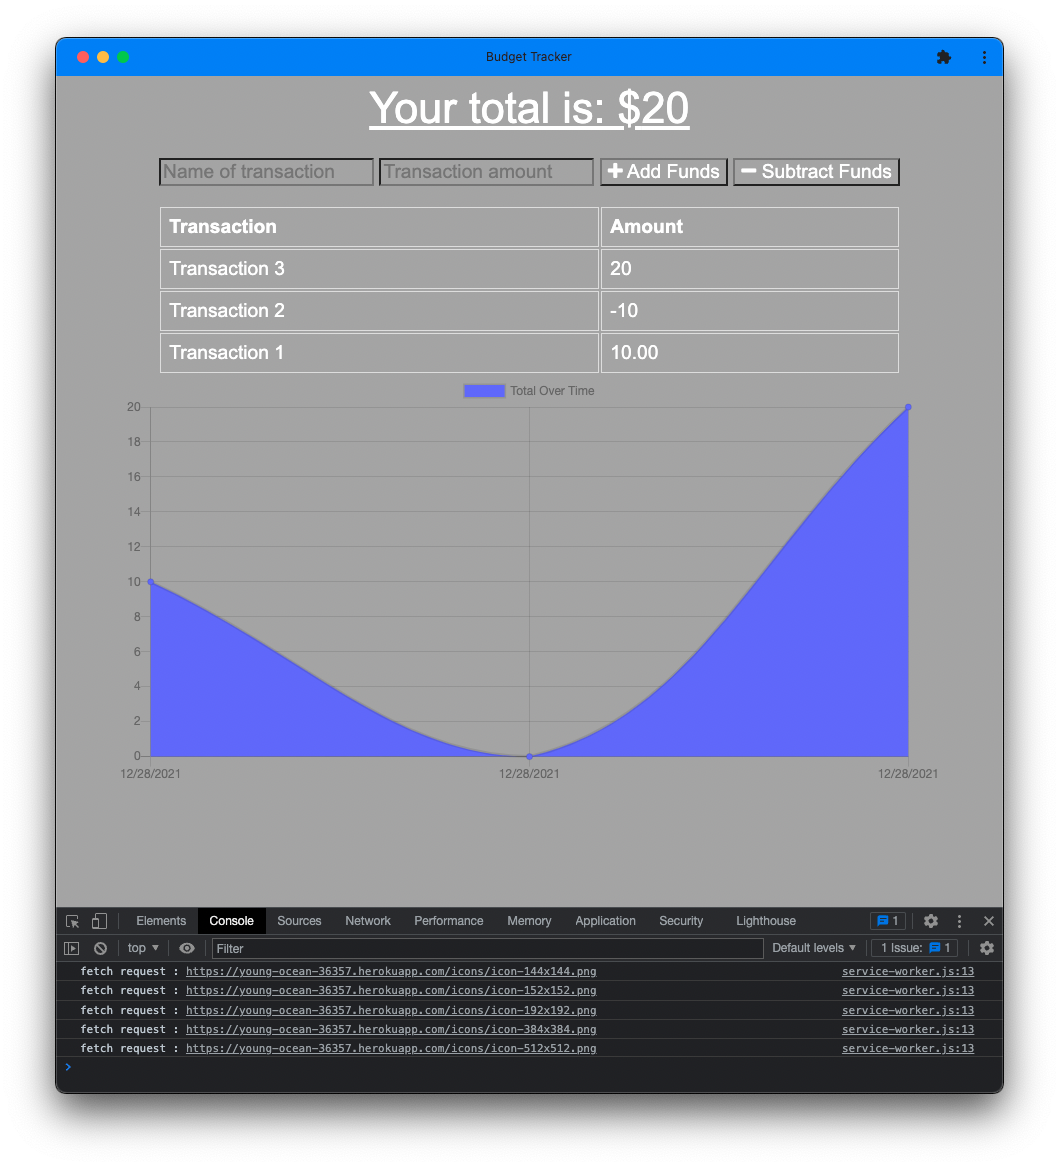 Budget Tracker
Your total is: $20
Name of transaction Transaction amount Add Funds Subtract Funds
Transaction Amount
Transaction 3 20
Transaction 2 -10
Transaction 1 10.00
Total Over Time
20
18
16
14
12
10
8
6
4
2
0
12/28/2021 12/28/2021 12/28/2021
Elements Console Sources Network Performance Memory Application Security Lighthouse 1
top Filter Default levels 1 Issue: 1
fetch request : https://young-ocean-36357.herokuapp.com/icons/icon-144x144.png service-worker.js:13
fetch request : https://young-ocean-36357.herokuapp.com/icons/icon-152x152.png service-worker.js:13
fetch request : https://young-ocean-36357.herokuapp.com/icons/icon-192x192.png service-worker.js:13
fetch request : https://young-ocean-36357.herokuapp.com/icons/icon-384x384.png service-worker.js:13
fetch request : https://young-ocean-36357.herokuapp.com/icons/icon-512x512.png service-worker.js:13